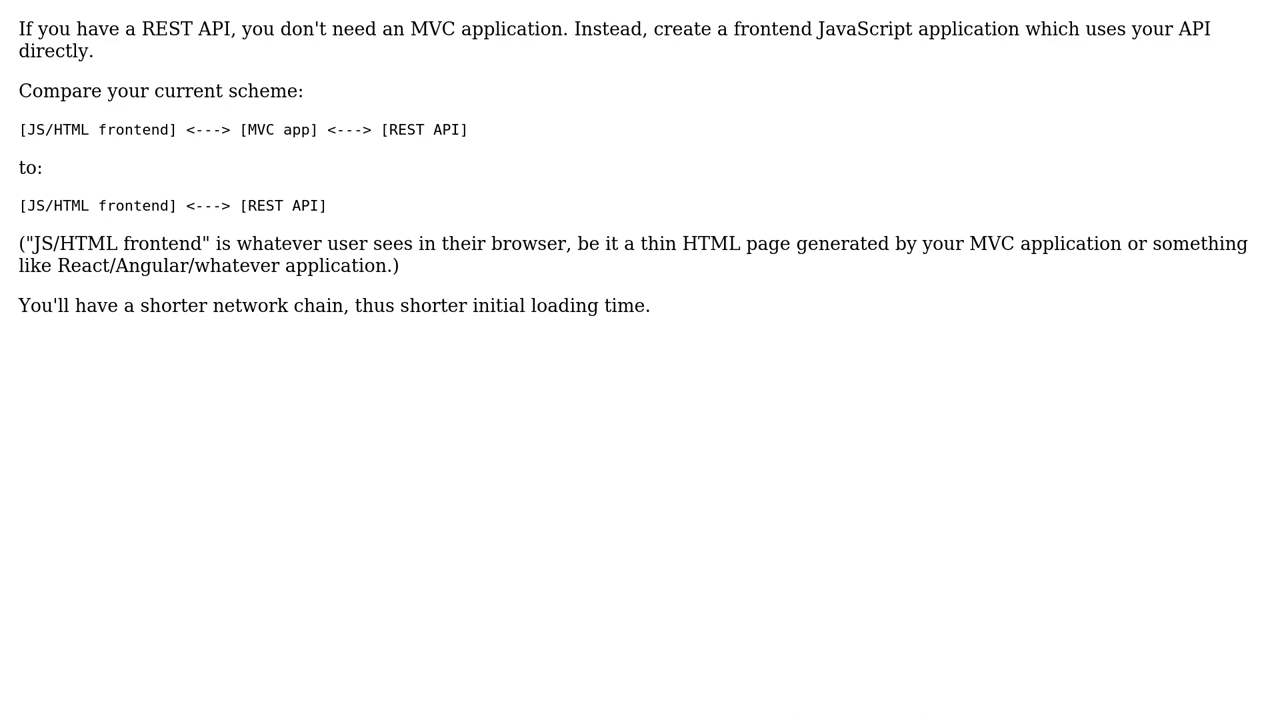 If you have a REST API, you don't need an MVC application. Instead, create a frontend JavaScript application which uses your API
directly.
Compare your current scheme:
[JS/HTML frontend] <---> [MVC app] <---> [REST API]
to:
[JS/HTML frontend] <---> [REST API]
("JS/HTML frontend" is whatever user sees in their browser, be it a thin HTML page generated by your MVC application or something
like React/Angular/whatever application.)
You'll have a shorter network chain, thus shorter initial loading time.